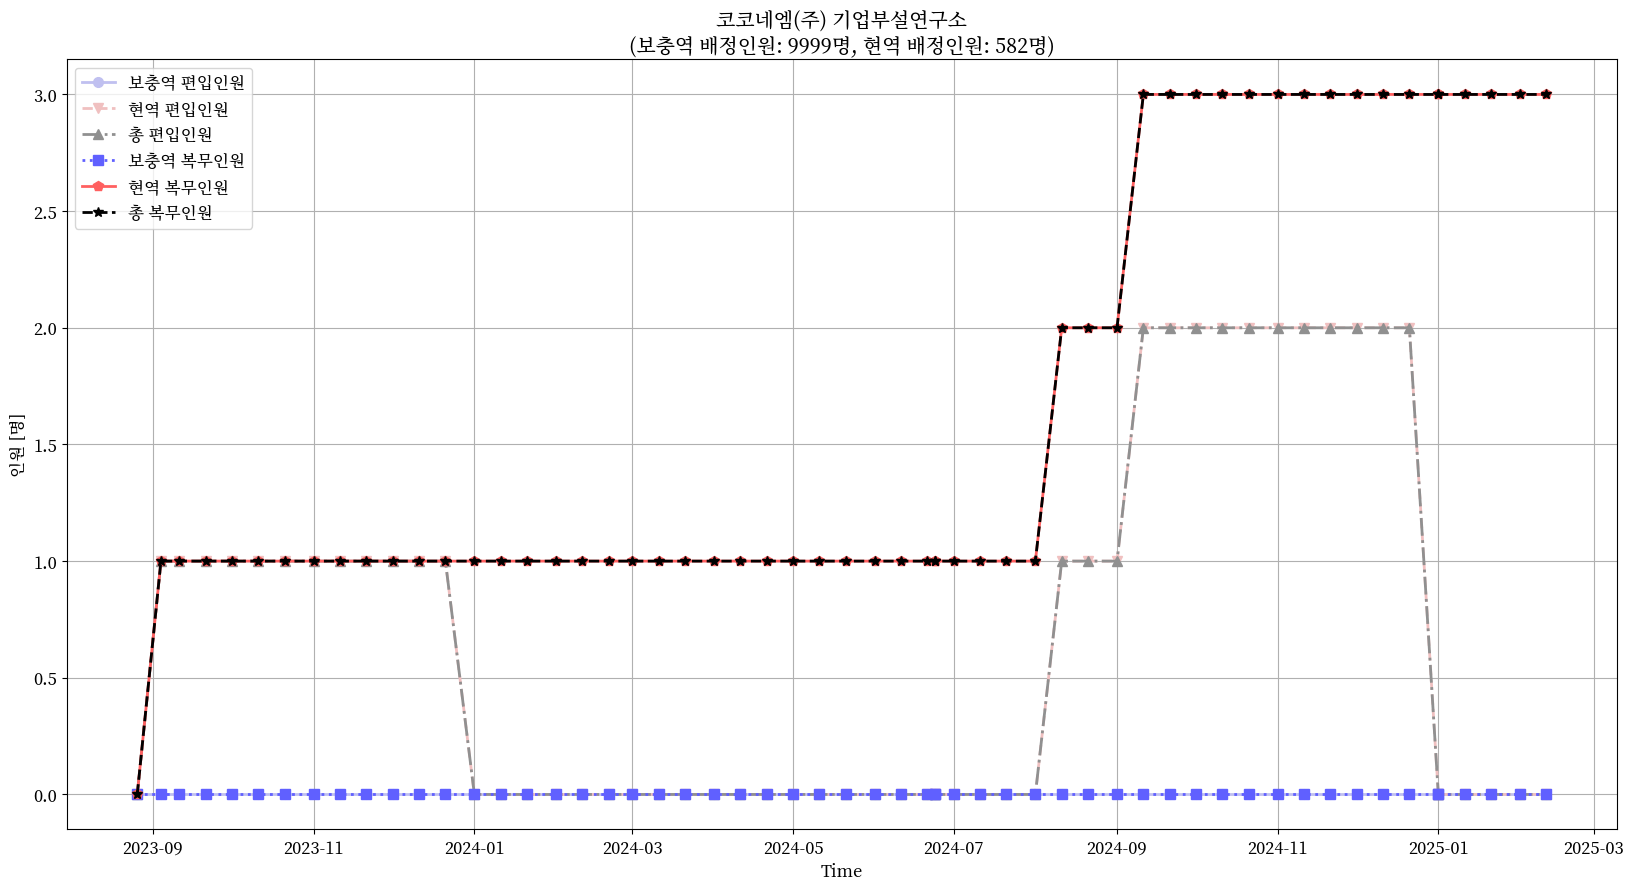 코코네엠(주) 기업부설연구소
(보충역 배정인원: 9999명, 현역 배정인원: 582명)
보충역 편입인원
현역 편입인원
총 편입인원
보충역 복무인원
현역 복무인원
총 복무인원
3.0
2.5
2.0
1.5
1.0
0.5
0.0
인원 [명]
2023-09 2023-11 2024-01 2024-03 2024-05 2024-07 2024-09 2024-11 2025-01 2025-03
Time